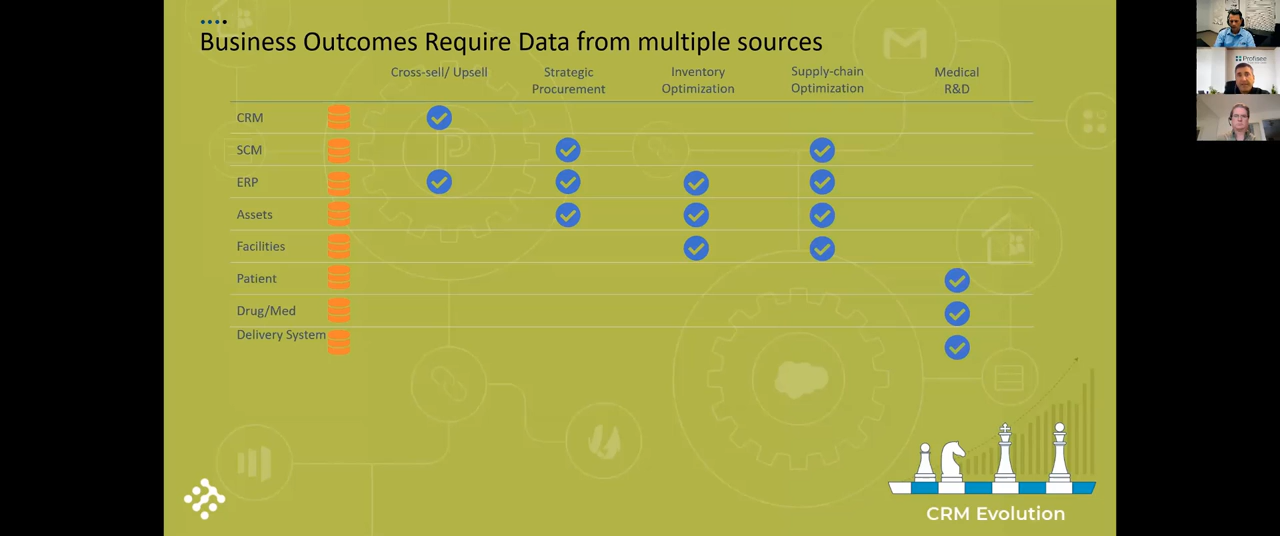 Business Outcomes Require Data from multiple sources
Cross-sell/ Upsell
Strategic
Procurement
Inventory
Optimization
Supply-chain
Optimization
Medical
R&D
CRM
SCM
ERP
Assets
Facilities
Patient
Drug/Med
Delivery System
CRM Evolution
Profisee